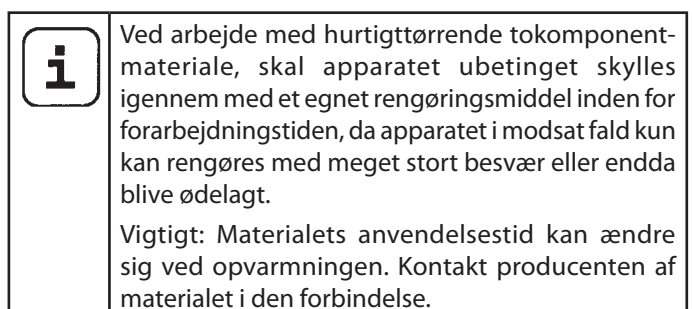 i
Ved arbejde med hurtigttørrende tokomponent-
materiale, skal apparatet ubetinget skylles
igennem med et egnet rengøringsmiddel inden for
forarbejdningstiden, da apparatet i modsat fald kun
kan rengøres med meget stort besvær eller endda
blive ødelagt.
Vigtigt: Materialets anvendelsestid kan ændre
sig ved opvarmningen. Kontakt producenten af
materialet i den forbindelse.